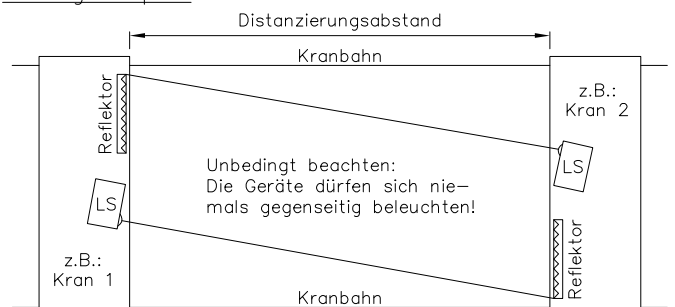 Distanzierungsabstand
Kranbahn
Reflektor
z.B.:
Kran 2
LS
Unbedingt beachten:
Die Geräte dürfen sich nie–
mals gegenseitig beleuchten!
LS
Reflektor
z.B.:
Kran 1
Kranbahn